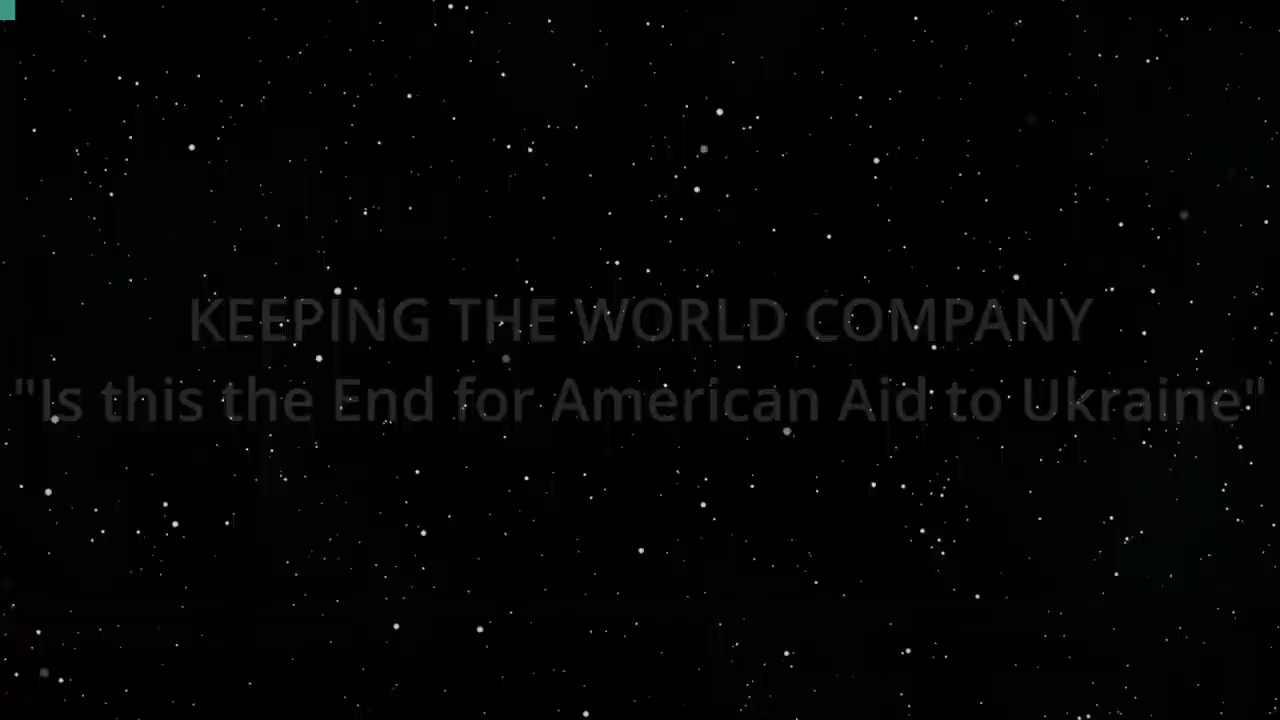 KEEPING THE WORLD COMPANY
"Is this the End for American Aid to Ukraine"